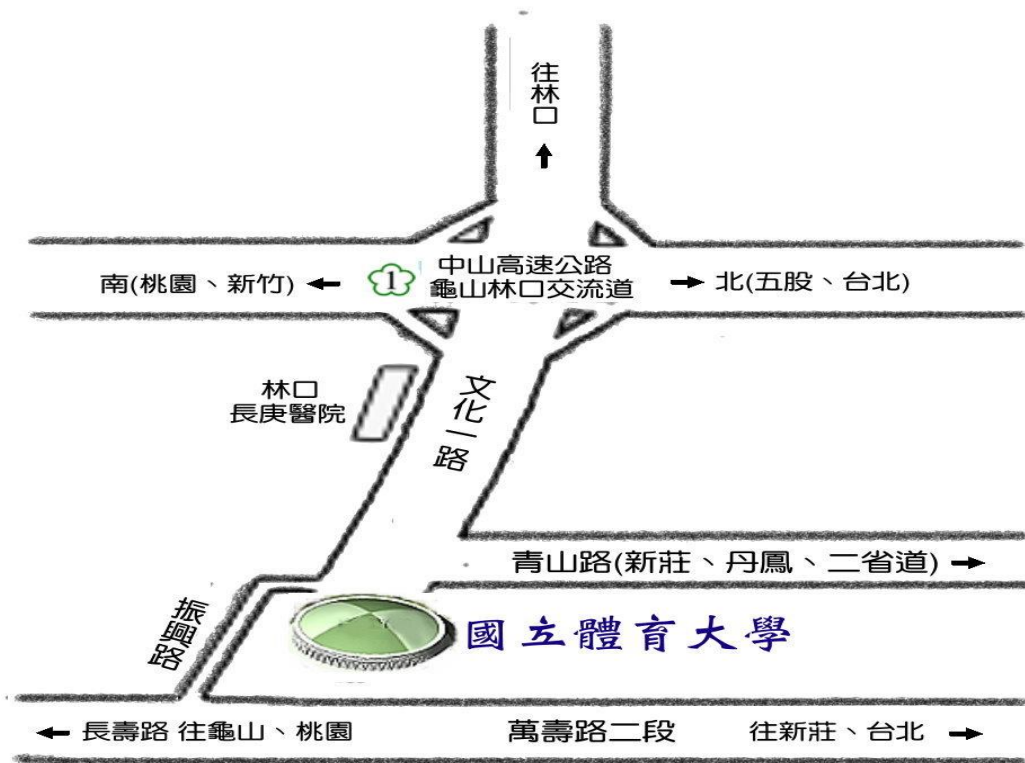 往林口
南(桃園、新竹)
1
中山高速公路
龜山林口交流道
北(五股、台北)
林口
長庚醫院
文化一路
青山路(新莊、丹鳳、二省道)
振興路
國立體育大學
長壽路 往龜山、桃園
萬壽路二段
往新莊、台北